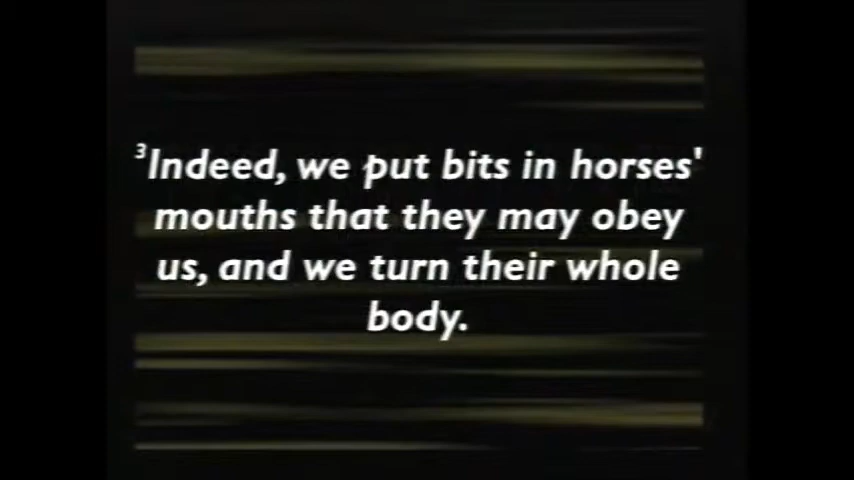 ³Indeed, we put bits in horses'
mouths that they may obey
us, and we turn their whole
body.